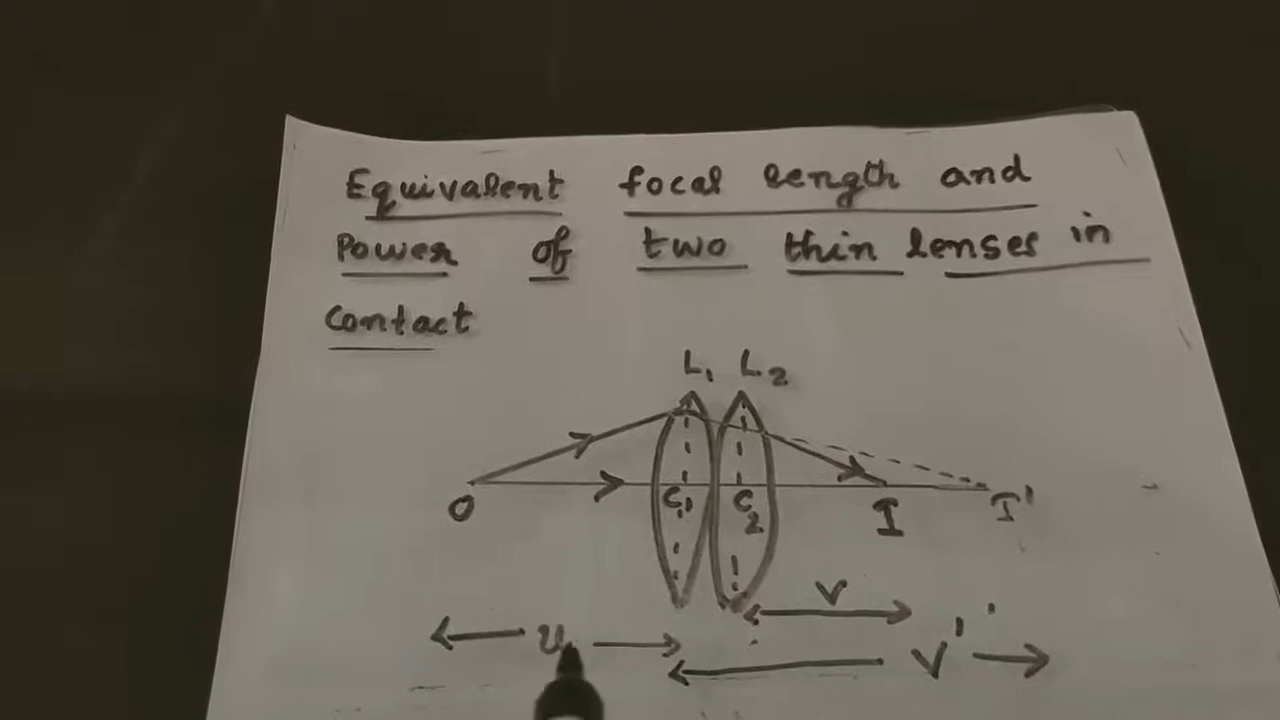 Equivalent focal length and
Power of two thin lenses in
Contact
L₁ L₂
O C₁ C₂ I I'
V
u V'